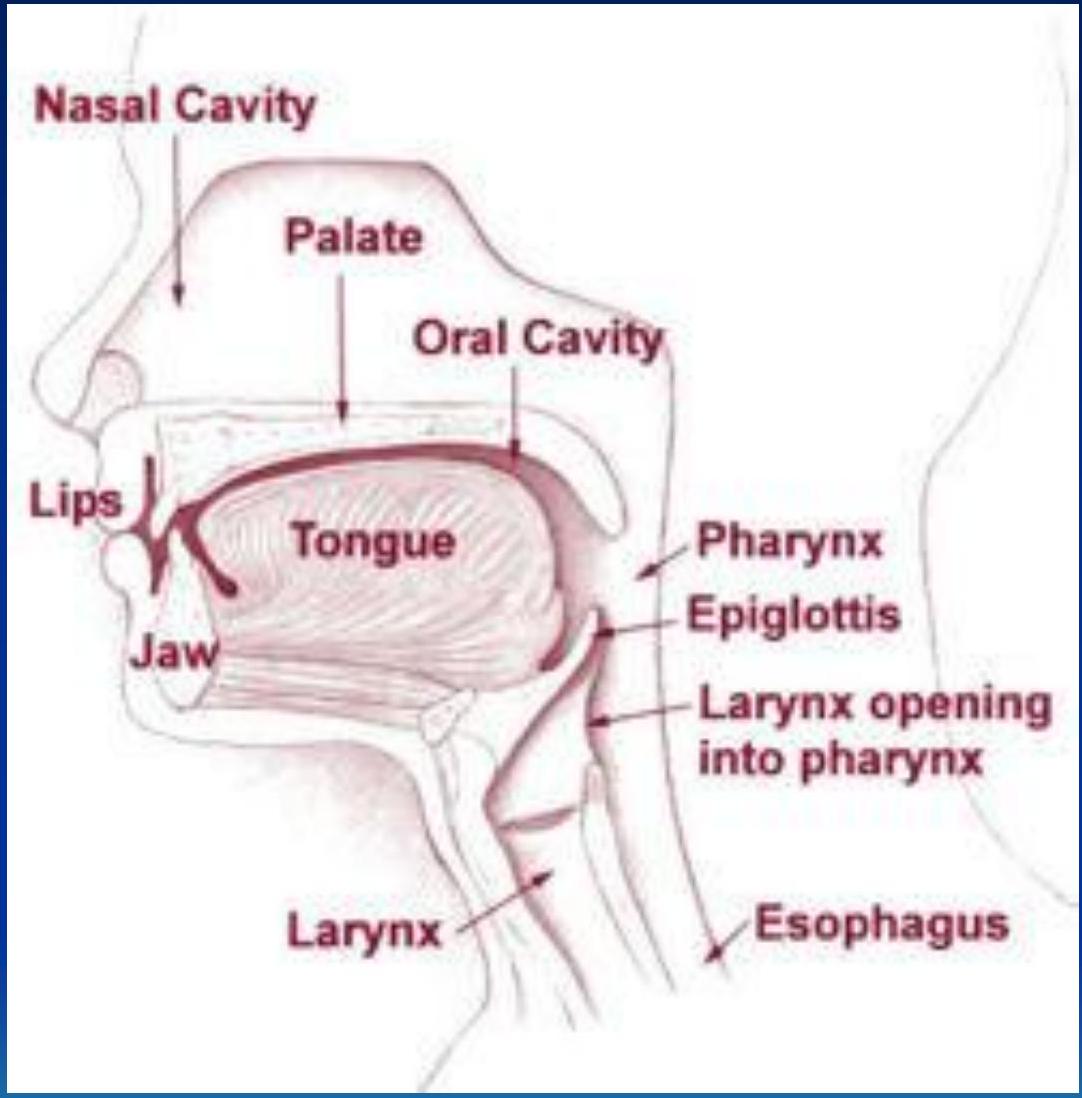 Nasal Cavity
Palate
Oral Cavity
Lips
Tongue
Pharynx
Epiglottis
Jaw
Larynx opening
into pharynx
Larynx
Esophagus